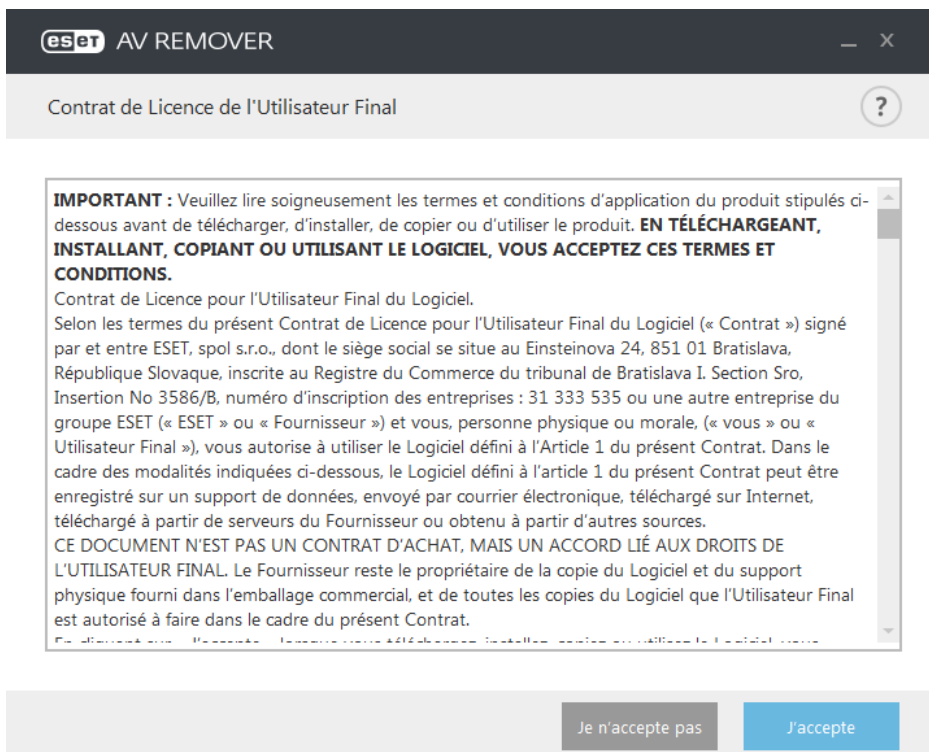 eset AV REMOVER
Contrat de Licence de l'Utilisateur Final
?
IMPORTANT : Veuillez lire soigneusement les termes et conditions d'application du produit stipulés ci-
dessous avant de télécharger, d'installer, de copier ou d'utiliser le produit. EN TÉLÉCHARGEANT,
INSTALLANT, COPIANT OU UTILISANT LE LOGICIEL, VOUS ACCEPTEZ CES TERMES ET
CONDITIONS.
Contrat de Licence pour l'Utilisateur Final du Logiciel.
Selon les termes du présent Contrat de Licence pour l'Utilisateur Final du Logiciel (« Contrat ») signé
par et entre ESET, spol s.r.o., dont le siège social se situe au Einsteinova 24, 851 01 Bratislava,
République Slovaque, inscrite au Registre du Commerce du tribunal de Bratislava I. Section Sro,
Insertion No 3586/B, numéro d'inscription des entreprises : 31 333 535 ou une autre entreprise du
groupe ESET (« ESET » ou « Fournisseur ») et vous, personne physique ou morale, (« vous » ou «
Utilisateur Final »), vous autorise à utiliser le Logiciel défini à l'Article 1 du présent Contrat. Dans le
cadre des modalités indiquées ci-dessous, le Logiciel défini à l'article 1 du présent Contrat peut être
enregistré sur un support de données, envoyé par courrier électronique, téléchargé sur Internet,
téléchargé à partir de serveurs du Fournisseur ou obtenu à partir d'autres sources.
CE DOCUMENT N'EST PAS UN CONTRAT D'ACHAT, MAIS UN ACCORD LIÉ AUX DROITS DE
L'UTILISATEUR FINAL. Le Fournisseur reste le propriétaire de la copie du Logiciel et du support
physique fourni dans l'emballage commercial, et de toutes les copies du Logiciel que l'Utilisateur Final
est autorisé à faire dans le cadre du présent Contrat.
Je n'accepte pas
J'accepte